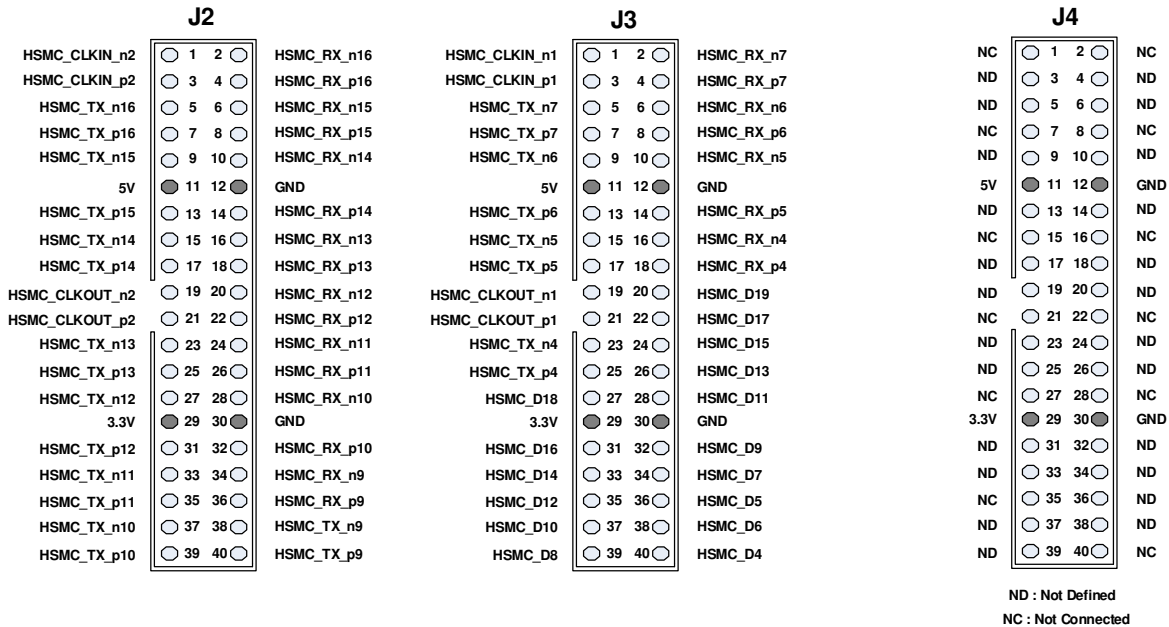 J2 J3 J4
HSMC_CLKIN_n2 1 2 HSMC_RX_n16 HSMC_CLKIN_n1 1 2 HSMC_RX_n7 NC 1 2 NC
HSMC_CLKIN_p2 3 4 HSMC_RX_p16 HSMC_CLKIN_p1 3 4 HSMC_RX_p7 ND 3 4 ND
HSMC_TX_n16 5 6 HSMC_RX_n15 HSMC_TX_n7 5 6 HSMC_RX_n6 ND 5 6 ND
HSMC_TX_p16 7 8 HSMC_RX_p15 HSMC_TX_p7 7 8 HSMC_RX_p6 NC 7 8 NC
HSMC_TX_n15 9 10 HSMC_RX_n14 HSMC_TX_n6 9 10 HSMC_RX_n5 ND 9 10 ND
5V 11 12 GND 5V 11 12 GND 5V 11 12 GND
HSMC_TX_p15 13 14 HSMC_RX_p14 HSMC_TX_p6 13 14 HSMC_RX_p5 ND 13 14 ND
HSMC_TX_n14 15 16 HSMC_RX_n13 HSMC_TX_n5 15 16 HSMC_RX_n4 NC 15 16 NC
HSMC_TX_p14 17 18 HSMC_RX_p13 HSMC_TX_p5 17 18 HSMC_RX_p4 ND 17 18 ND
HSMC_CLKOUT_n2 19 20 HSMC_RX_n12 HSMC_CLKOUT_n1 19 20 HSMC_D19 ND 19 20 ND
HSMC_CLKOUT_p2 21 22 HSMC_RX_p12 HSMC_CLKOUT_p1 21 22 HSMC_D17 NC 21 22 NC
HSMC_TX_n13 23 24 HSMC_RX_n11 HSMC_TX_n4 23 24 HSMC_D15 ND 23 24 ND
HSMC_TX_p13 25 26 HSMC_RX_p11 HSMC_TX_p4 25 26 HSMC_D13 ND 25 26 ND
HSMC_TX_n12 27 28 HSMC_RX_n10 HSMC_D18 27 28 HSMC_D11 NC 27 28 NC
3.3V 29 30 GND 3.3V 29 30 GND 3.3V 29 30 GND
HSMC_TX_p12 31 32 HSMC_RX_p10 HSMC_D16 31 32 HSMC_D9 ND 31 32 ND
HSMC_TX_n11 33 34 HSMC_RX_n9 HSMC_D14 33 34 HSMC_D7 ND 33 34 ND
HSMC_TX_p11 35 36 HSMC_RX_p9 HSMC_D12 35 36 HSMC_D5 NC 35 36 ND
HSMC_TX_n10 37 38 HSMC_TX_n9 HSMC_D10 37 38 HSMC_D6 ND 37 38 ND
HSMC_TX_p10 39 40 HSMC_TX_p9 HSMC_D8 39 40 HSMC_D4 ND 39 40 NC
ND : Not Defined
NC : Not Connected